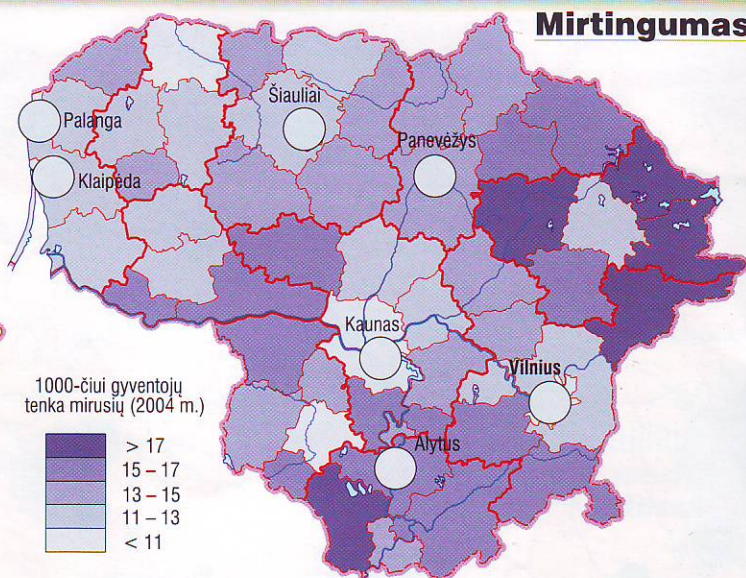 Mirtingumas
Palanga
Šiauliai
Klaipėda
Panevėžys
Kaunas
Vilnius
Alytus
1000-čiui gyventojų
tenka mirusių (2004 m.)
> 17
15 – 17
13 – 15
11 – 13
< 11